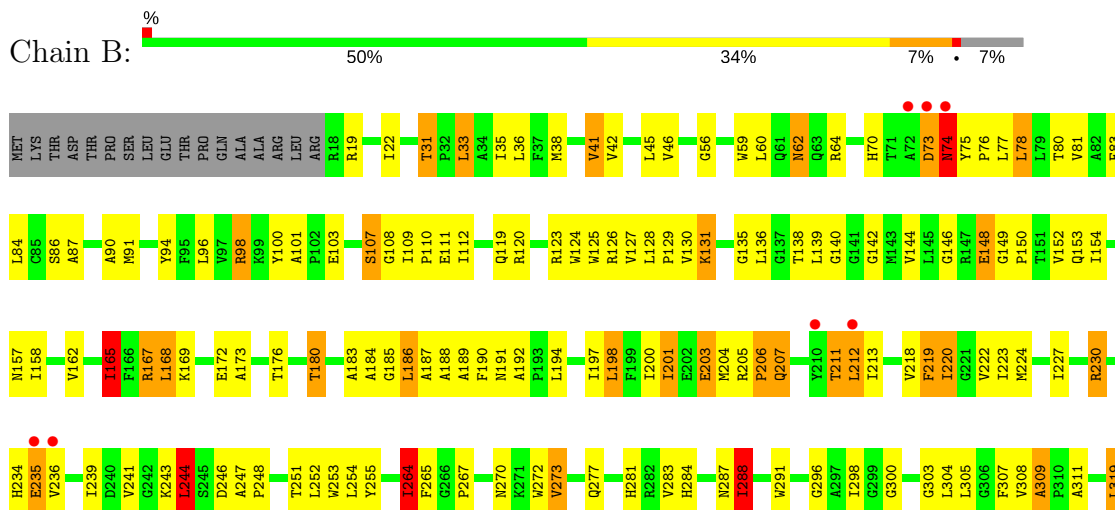 %
Chain B:
50% 34% 7% • 7%
MET LYS THR ASP THR PRO SER LEU GLU THR PRO GLN ALA ALA ARG LEU ARG R18 R19 I22 T31 P32 L33 A34 I35 L36 F37 M38 V41 V42 L45 V46 G56 W59 L60 Q61 N62 Q63 R64 H70 T71 A72 D73 N74 Y75 P76 L77 L78 L79 T80 V81 A82 F83
L84 C85 S86 A87 A90 M91 Y94 F95 L96 V97 R98 K99 Y100 A101 P102 E103 S107 G108 I109 P110 E111 I112 Q119 R120 R123 W124 W125 R126 V127 L128 P129 V130 K131 G135 L136 G137 T138 L139 G140 G141 G142 M143 V144 L145 G146 R147 E148 G149 P150 T151 V152 Q153 I154
N157 I158 V162 I165 F166 R167 L168 K169 E172 A173 T176 T180 A183 A184 G185 L186 A187 A188 A189 F190 N191 A192 P193 L194 I197 L198 F199 I200 I201 E202 E203 M204 R205 P206 Q207 Y210 T211 L212 I213 V218 F219 I220 G221 V222 I223 M224 I227 R230
H234 E235 V236 I239 D240 V241 G242 K243 L244 S245 D246 A247 P248 T251 L252 W253 L254 Y255 I264 F265 G266 P267 N270 K271 W272 V273 Q277 H281 R282 V283 H284 N287 I288 W291 G296 A297 I298 G299 G300 G303 L304 L305 G306 F307 V308 A309 P310 A311 L319